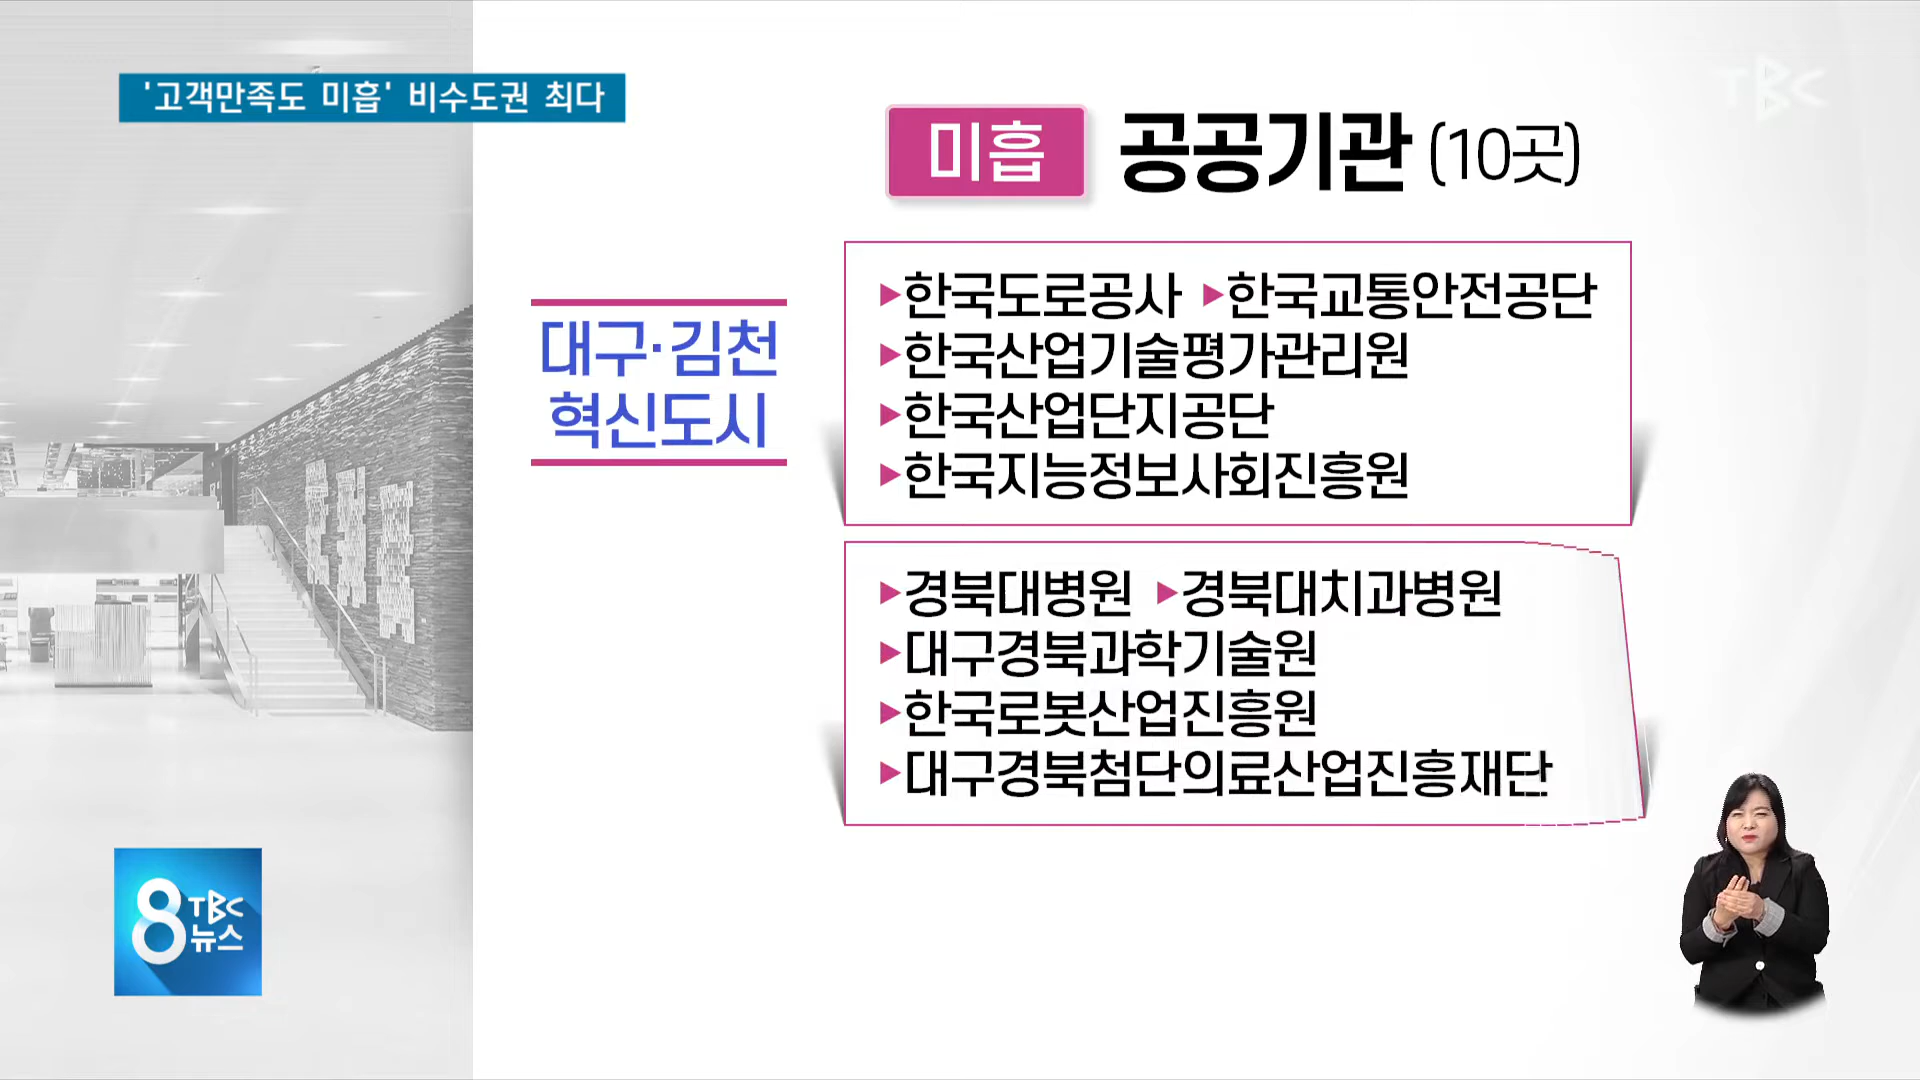 '고객만족도 미흡' 비수도권 최다
TBC
미흡 공공기관 (10곳)
대구·김천
혁신도시
▶한국도로공사 ▶한국교통안전공단
▶한국산업기술평가관리원
▶한국산업단지공단
▶한국지능정보사회진흥원
▶경북대병원 ▶경북대치과병원
▶대구경북과학기술원
▶한국로봇산업진흥원
▶대구경북첨단의료산업진흥재단
8 TBC
뉴스